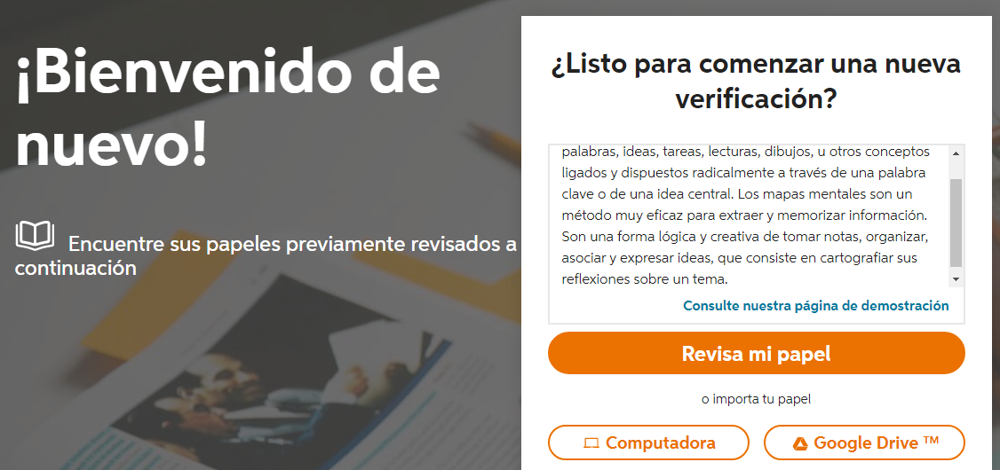 ¡Bienvenido de
nuevo!
Encuentre sus papeles previamente revisados a
continuación
¿Listo para comenzar una nueva
verificación?
palabras, ideas, tareas, lecturas, dibujos, u otros conceptos
ligados y dispuestos radicalmente a través de una palabra
clave o de una idea central. Los mapas mentales son un
método muy eficaz para extraer y memorizar información.
Son una forma lógica y creativa de tomar notas, organizar,
asociar y expresar ideas, que consiste en cartografiar sus
reflexiones sobre un tema.
Consulte nuestra página de demostración
Revisa mi papel
o importa tu papel
Computadora
Google Drive ™